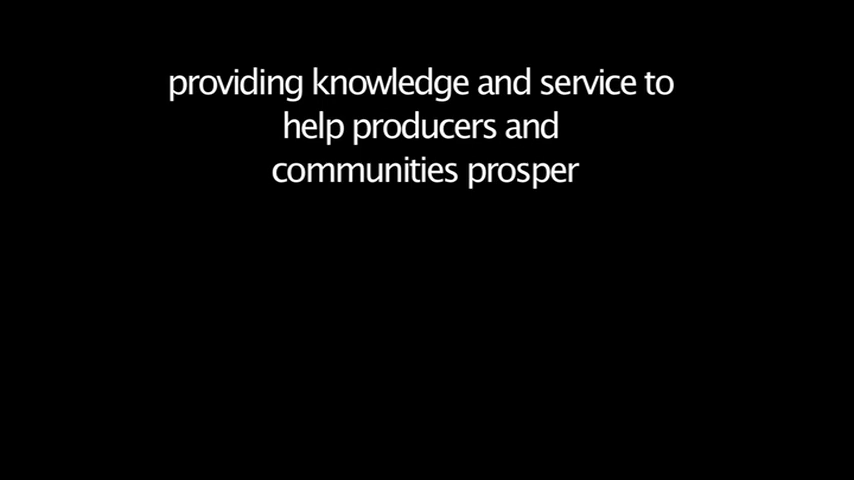 providing knowledge and service to
help producers and
communities prosper